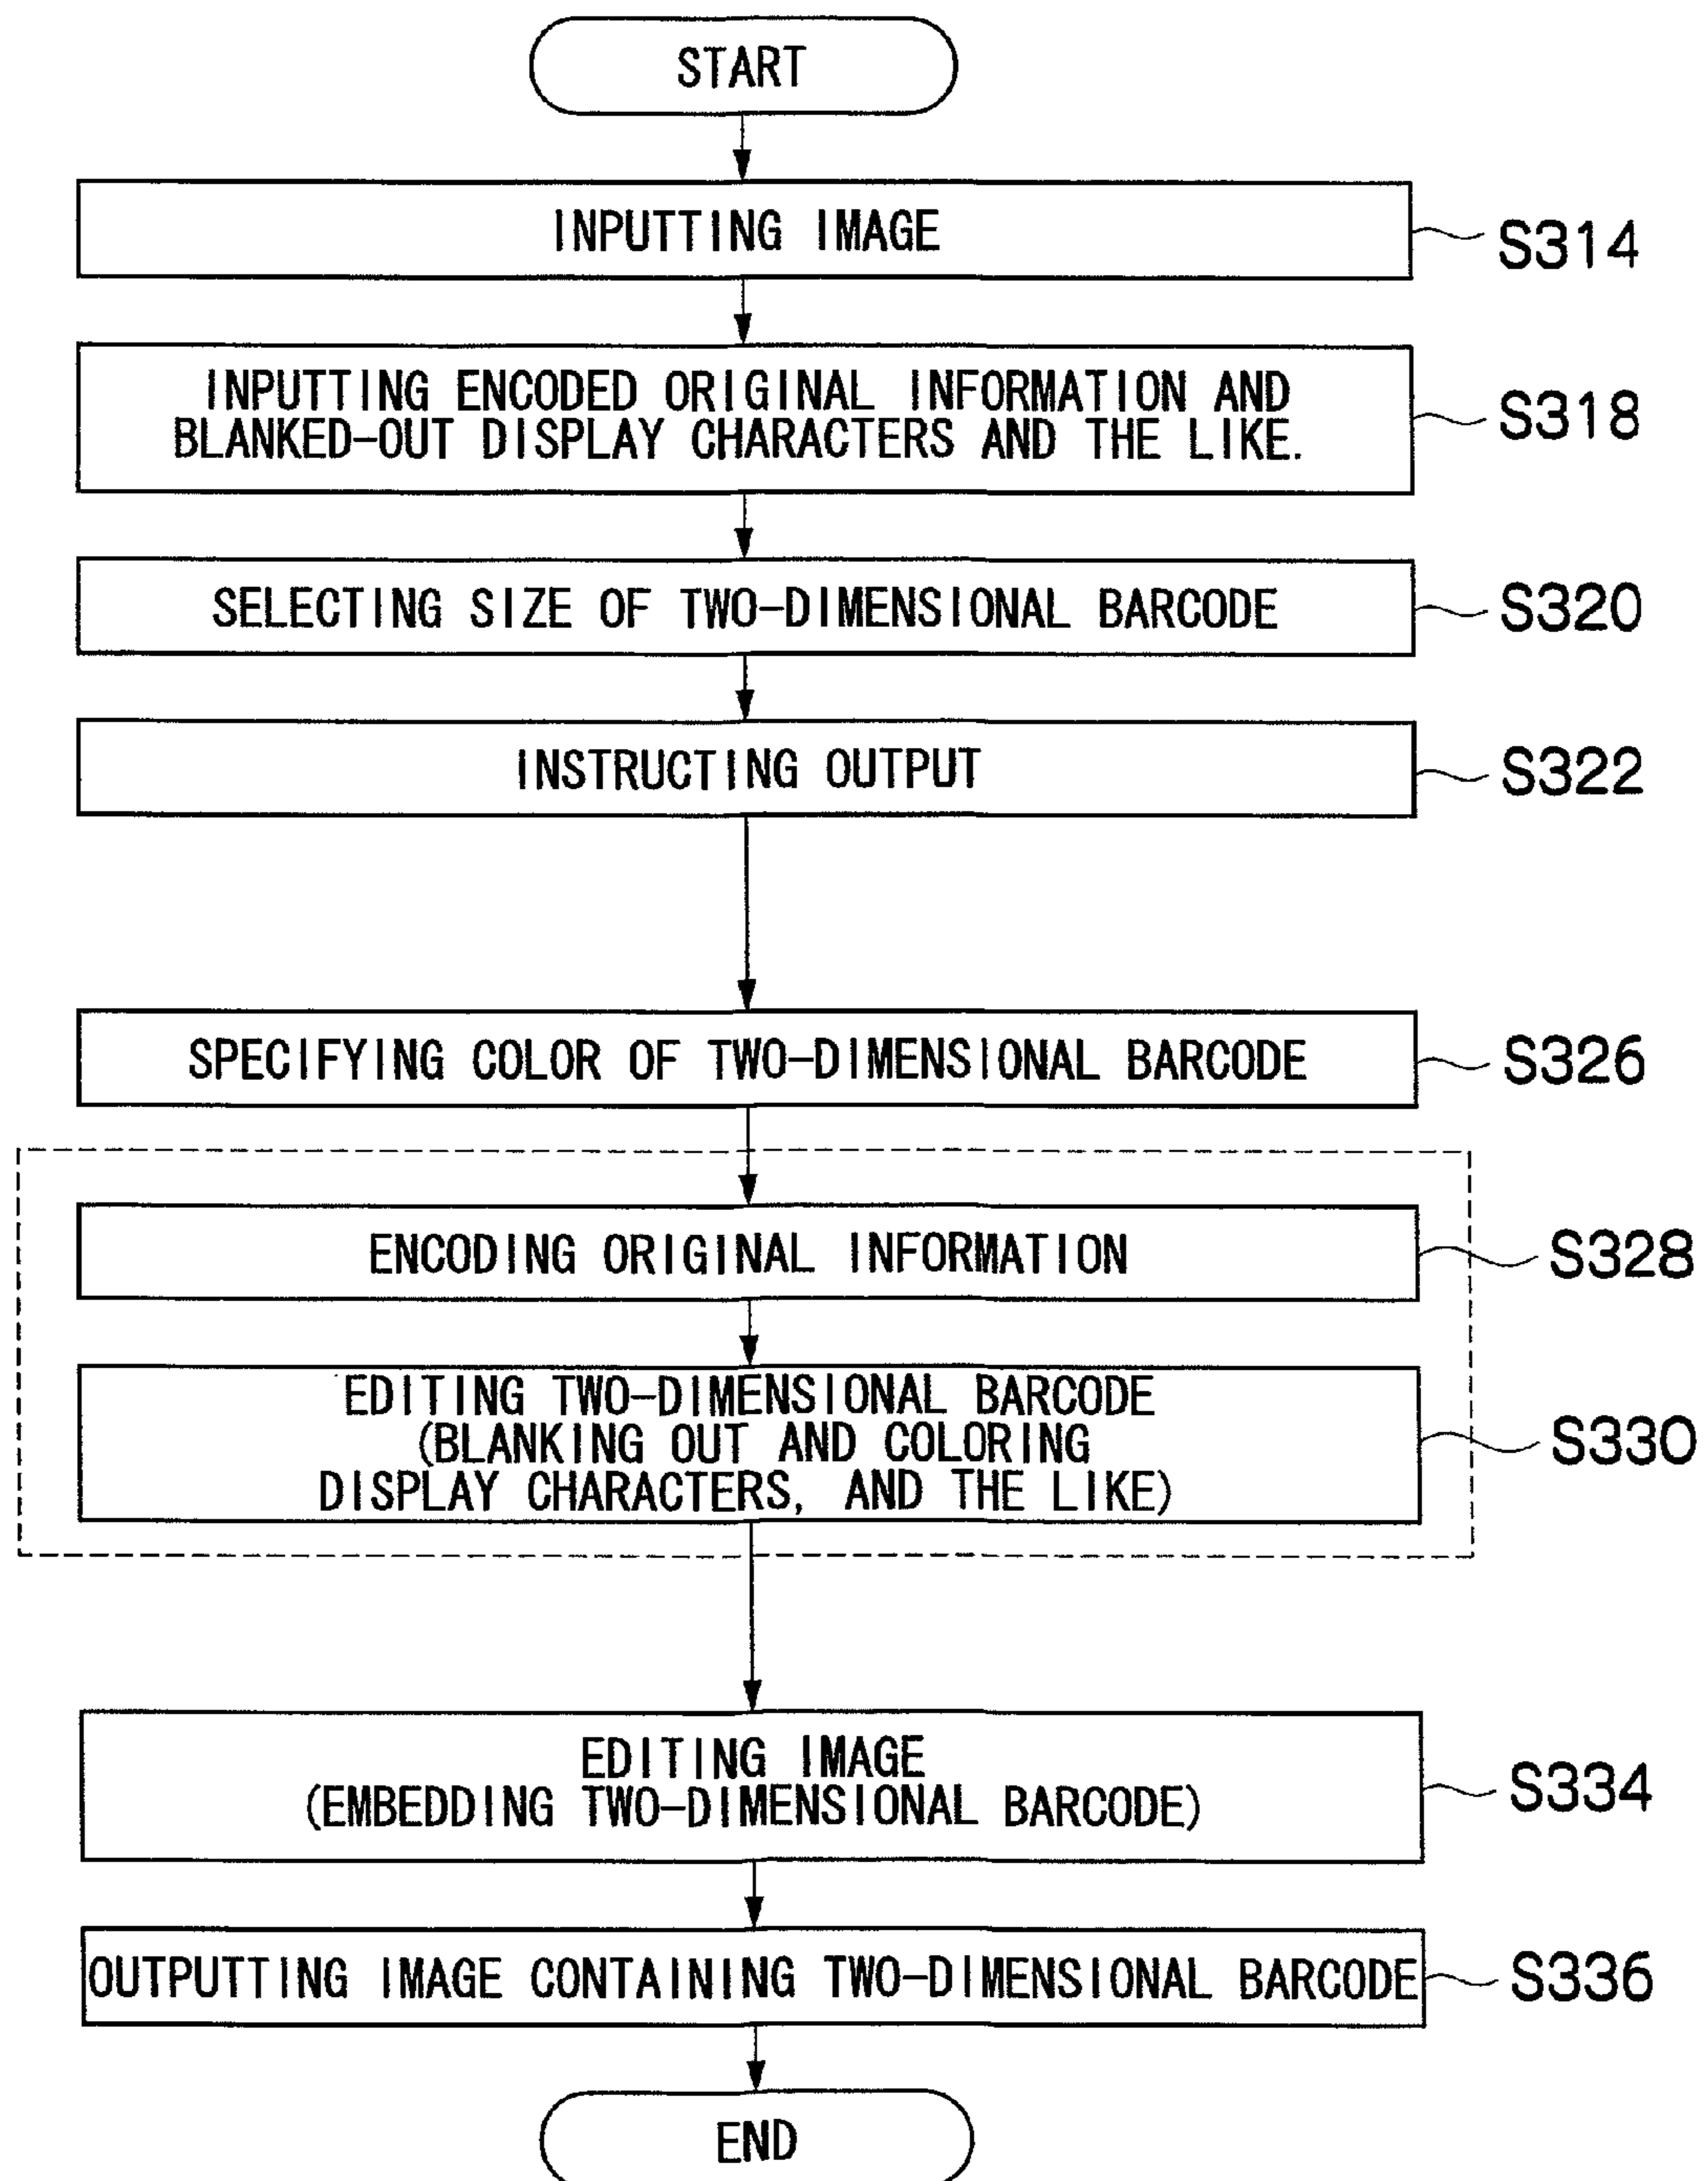 START
INPUTTING IMAGE
S314
INPUTTING ENCODED ORIGINAL INFORMATION AND
BLANKED-OUT DISPLAY CHARACTERS AND THE LIKE.
S318
SELECTING SIZE OF TWO-DIMENSIONAL BARCODE
S320
INSTRUCTING OUTPUT
S322
SPECIFYING COLOR OF TWO-DIMENSIONAL BARCODE
S326
ENCODING ORIGINAL INFORMATION
S328
EDITING TWO-DIMENSIONAL BARCODE
(BLANKING OUT AND COLORING
DISPLAY CHARACTERS, AND THE LIKE)
S330
EDITING IMAGE
(EMBEDDING TWO-DIMENSIONAL BARCODE)
S334
OUTPUTTING IMAGE CONTAINING TWO-DIMENSIONAL BARCODE
S336
END